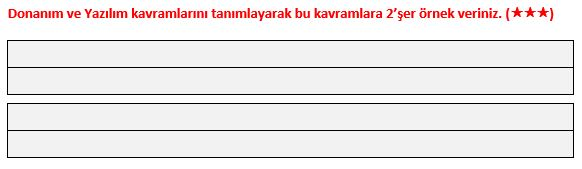 Donanım ve Yazılım kavramlarını tanımlayarak bu kavramlara 2’şer örnek veriniz. (★★★)